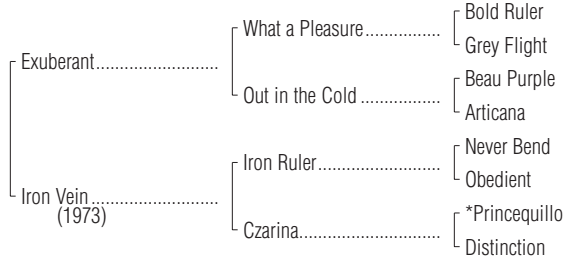 Bold Ruler
What a Pleasure
Grey Flight
Exuberant
Beau Purple
Out in the Cold
Articana
Never Bend
Iron Ruler
Obedient
Iron Vein
(1973)
*Princequillo
Czarina
Distinction